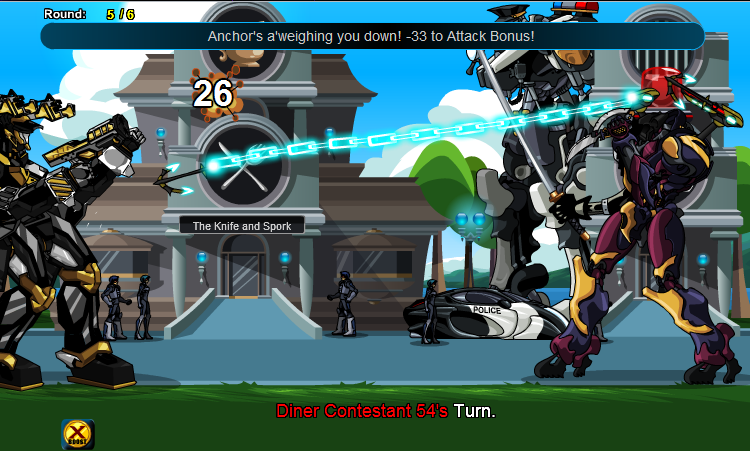 Round: 5 / 6
Anchor's a'weighing you down! -33 to Attack Bonus!
26
The Knife and Spork
POLICE
Diner Contestant 54's Turn.
X
BOOST